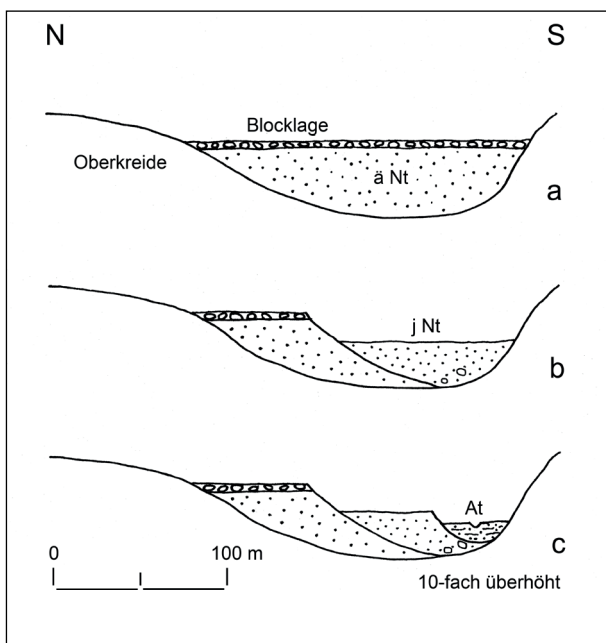 N S
Blocklage
Oberkreide
ä Nt
a
j Nt
b
At
c
0 100 m
10-fach überhöht